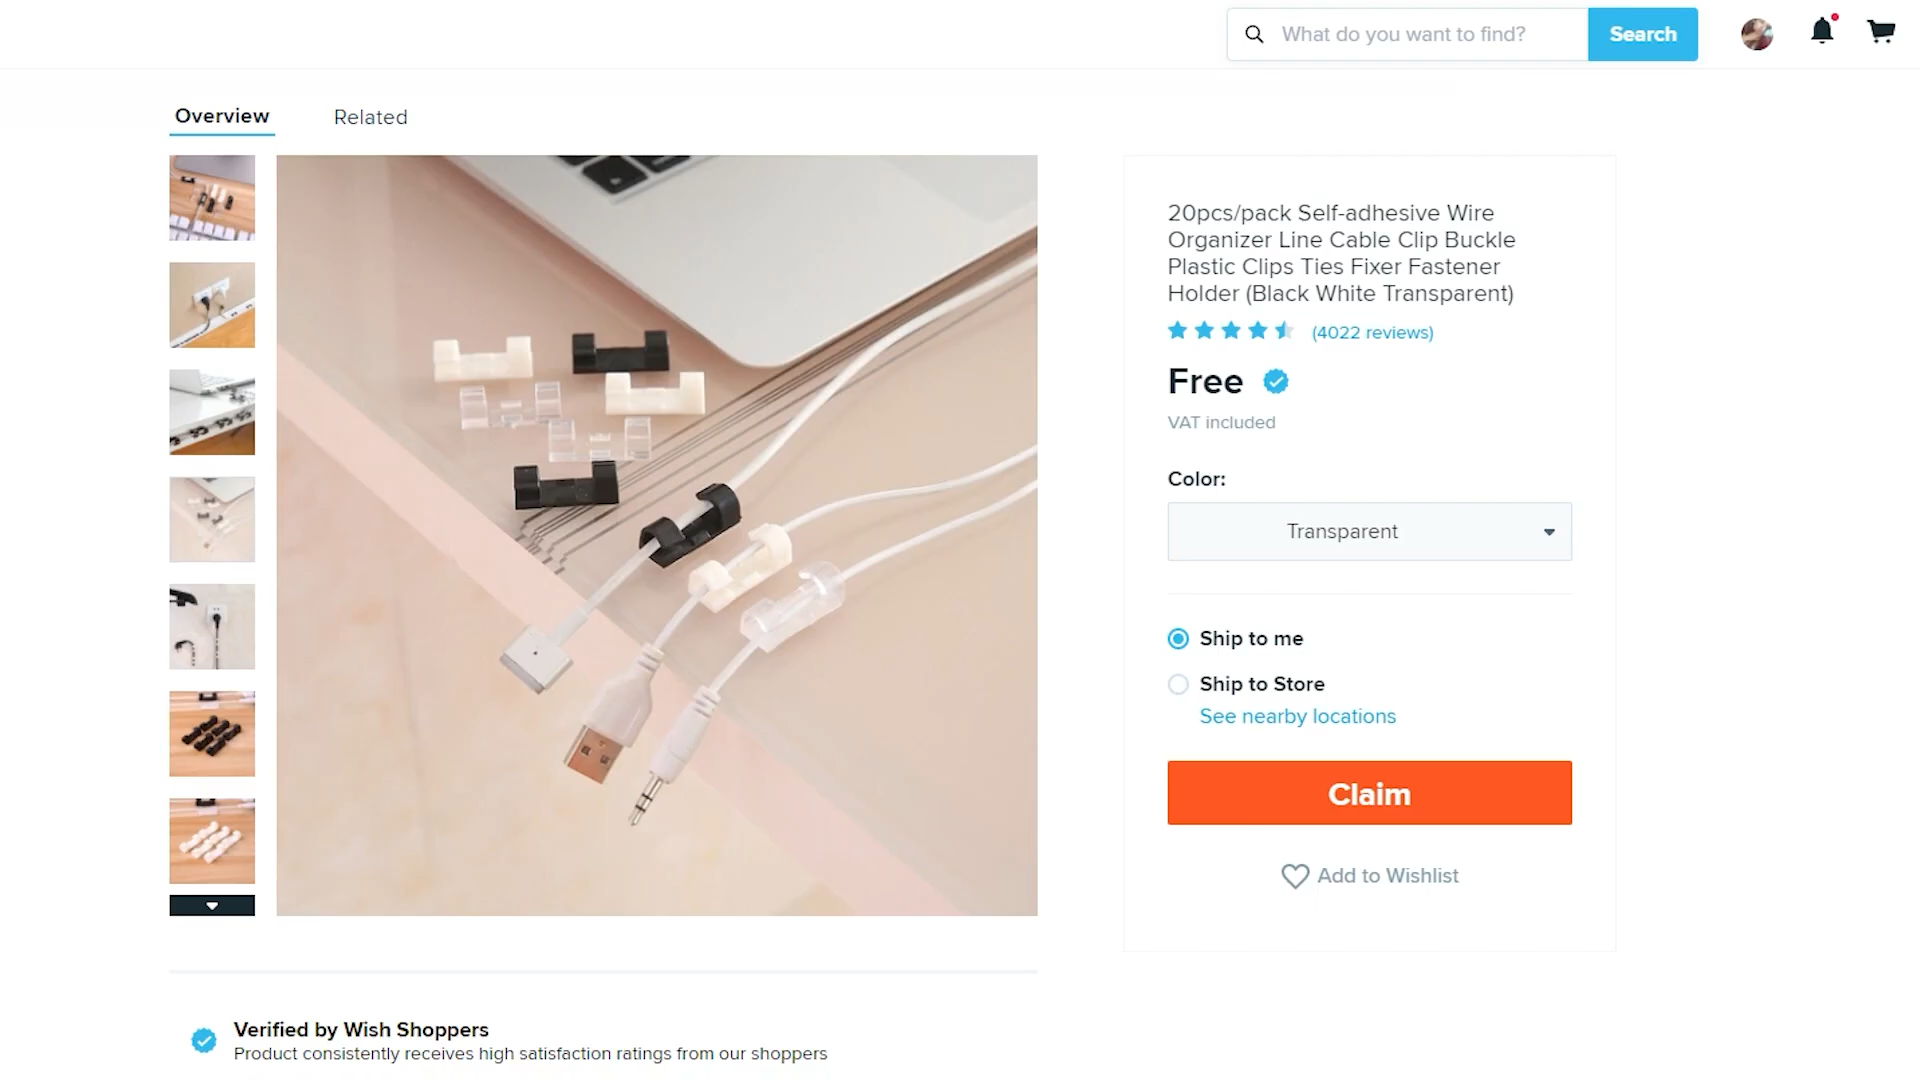 What do you want to find?
Search
Overview
Related
20pcs/pack Self-adhesive Wire
Organizer Line Cable Clip Buckle
Plastic Clips Ties Fixer Fastener
Holder (Black White Transparent)
(4022 reviews)
Free
VAT included
Color:
Transparent
Ship to me
Ship to Store
See nearby locations
Claim
Add to Wishlist
Verified by Wish Shoppers
Product consistently receives high satisfaction ratings from our shoppers